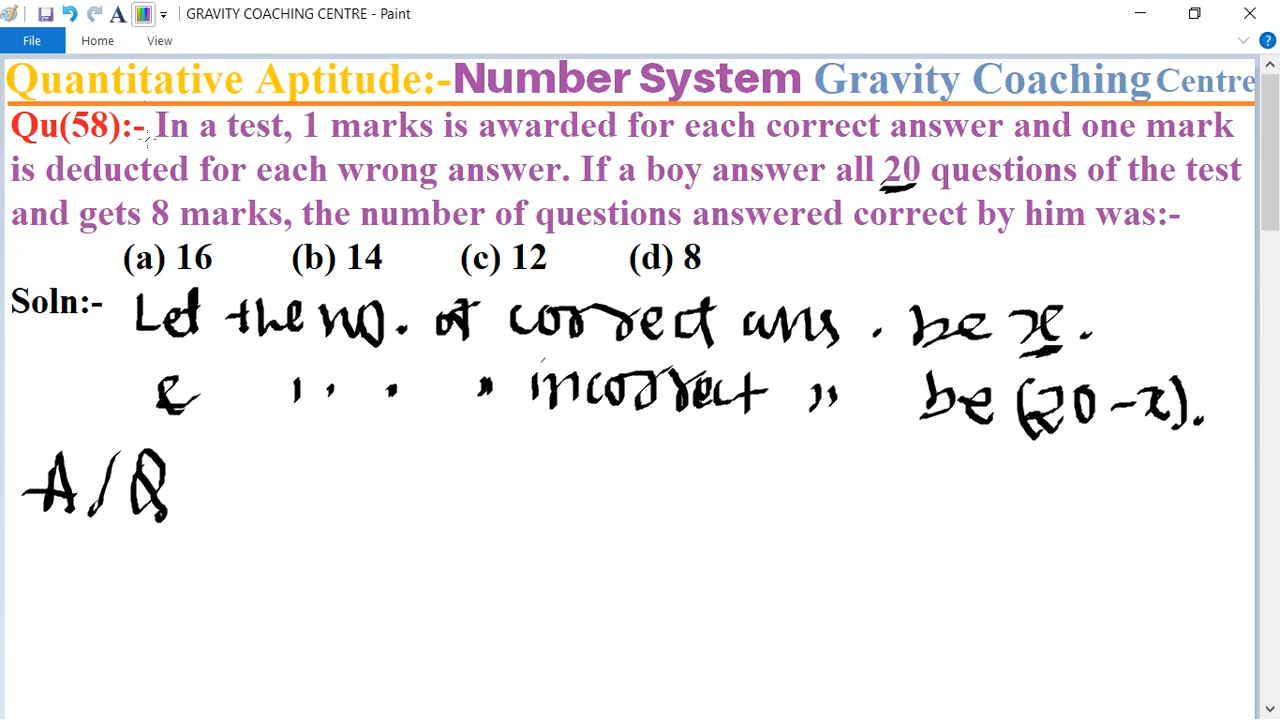 GRAVITY COACHING CENTRE - Paint
File Home View
Quantitative Aptitude:-Number System Gravity Coaching Centre
Qu(58):- In a test, 1 marks is awarded for each correct answer and one mark
is deducted for each wrong answer. If a boy answer all 20 questions of the test
and gets 8 marks, the number of questions answered correct by him was:-
(a) 16 (b) 14 (c) 12 (d) 8
Soln:- Let the no. of correct ans. be x.
& " " " incorrect " be (20-x).
A/Q